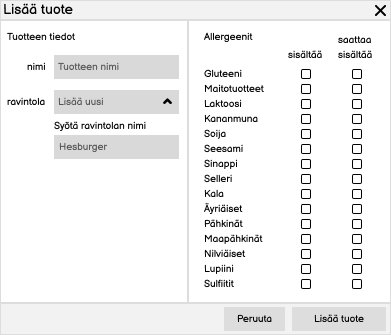 Lisää tuote
Tuotteen tiedot
nimi Tuotteen nimi
ravintola Lisää uusi
Syötä ravintolan nimi
Hesburger
Allergeenit
sisältää
saattaa
sisältää
Gluteeni
Maitotuotteet
Laktoosi
Kananmuna
Soija
Seesami
Sinappi
Selleri
Kala
Äyriäiset
Pähkinät
Maapähkinät
Nilviäiset
Lupiini
Sulfiitit
Peruuta Lisää tuote